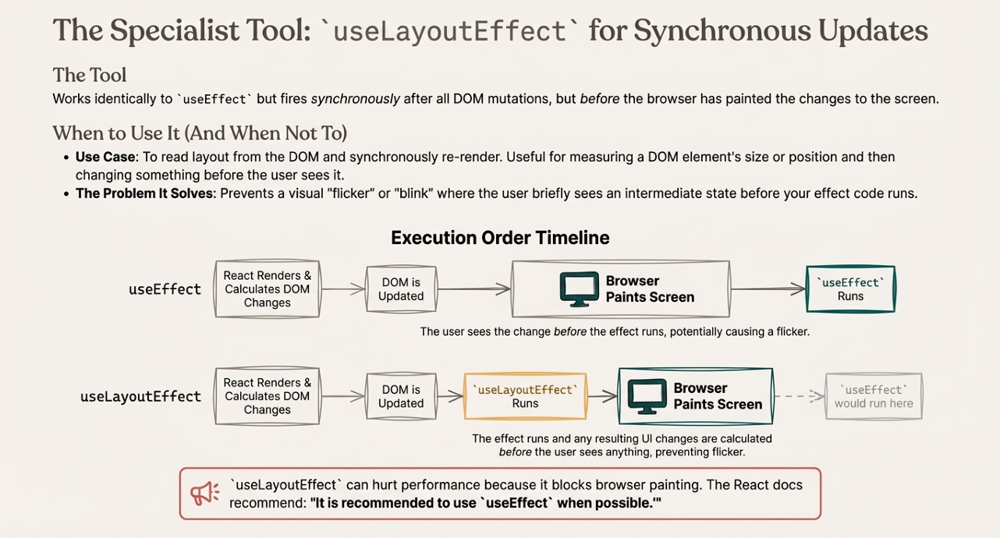 The Specialist Tool: `useLayoutEffect` for Synchronous Updates
The Tool
Works identically to `useEffect` but fires synchronously after all DOM mutations, but before the browser has painted the changes to the screen.
When to Use It (And When Not To)
• Use Case: To read layout from the DOM and synchronously re-render. Useful for measuring a DOM element's size or position and then
changing something before the user sees it.
• The Problem It Solves: Prevents a visual "flicker" or "blink" where the user briefly sees an intermediate state before your effect code runs.
Execution Order Timeline
useEffect
React Renders &
Calculates DOM
Changes
DOM is
Updated
Browser
Paints Screen
`useEffect`
Runs
The user sees the change before the effect runs, potentially causing a flicker.
useLayoutEffect
React Renders &
Calculates DOM
Changes
DOM is
Updated
`useLayoutEffect`
Runs
Browser
Paints Screen
`useEffect`
would run here
The effect runs and any resulting UI changes are calculated
before the user sees anything, preventing flicker.
`useLayoutEffect` can hurt performance because it blocks browser painting. The React docs
recommend: "It is recommended to use `useEffect` when possible.'"